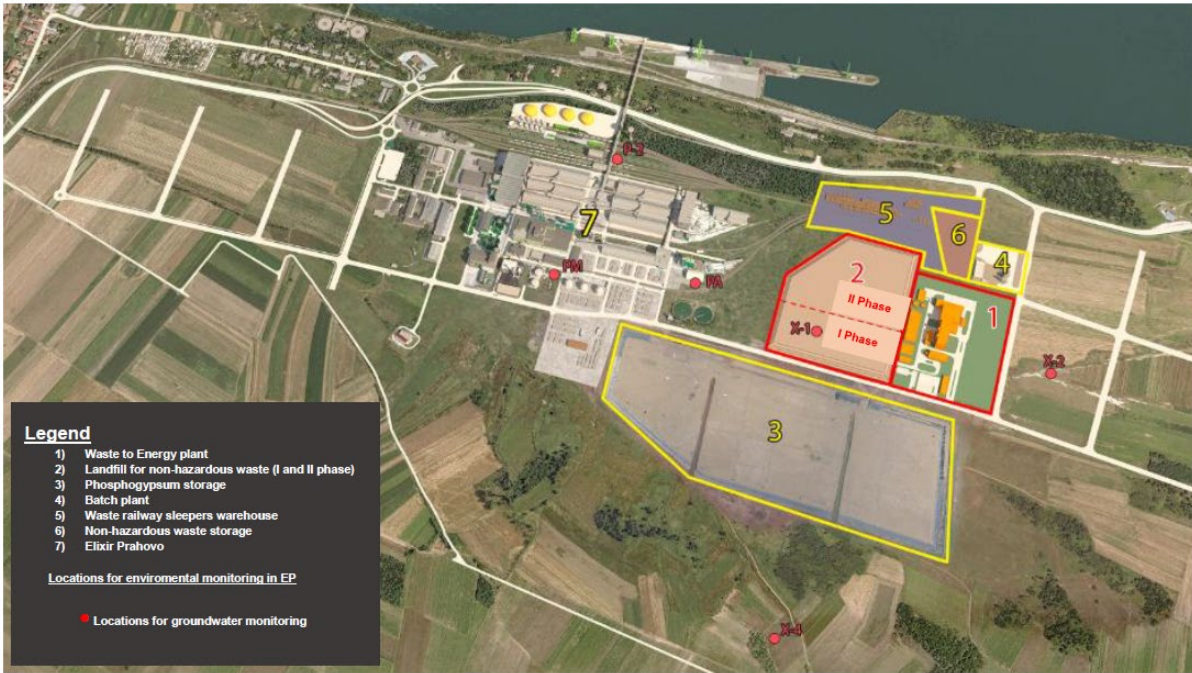 P-2
5
6
7
4
PM
PA
2
II Phase
1
X-1
I Phase
X-2
3
Legend
1) Waste to Energy plant
2) Landfill for non-hazardous waste (I and II phase)
3) Phosphogypsum storage
4) Batch plant
5) Waste railway sleepers warehouse
6) Non-hazardous waste storage
7) Elixir Prahovo
Locations for enviromental monitoring in EP
Locations for groundwater monitoring
X-4